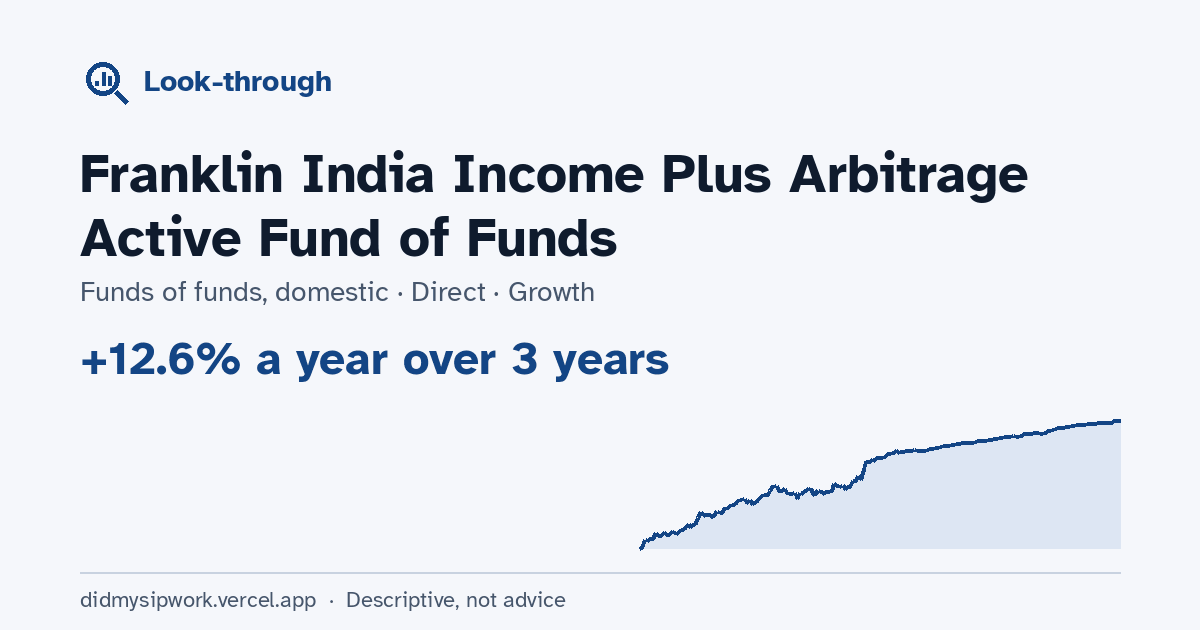 Look-through
Franklin India Income Plus Arbitrage
Active Fund of Funds
Funds of funds, domestic · Direct · Growth
+12.6% a year over 3 years
didmysipwork.vercel.app · Descriptive, not advice